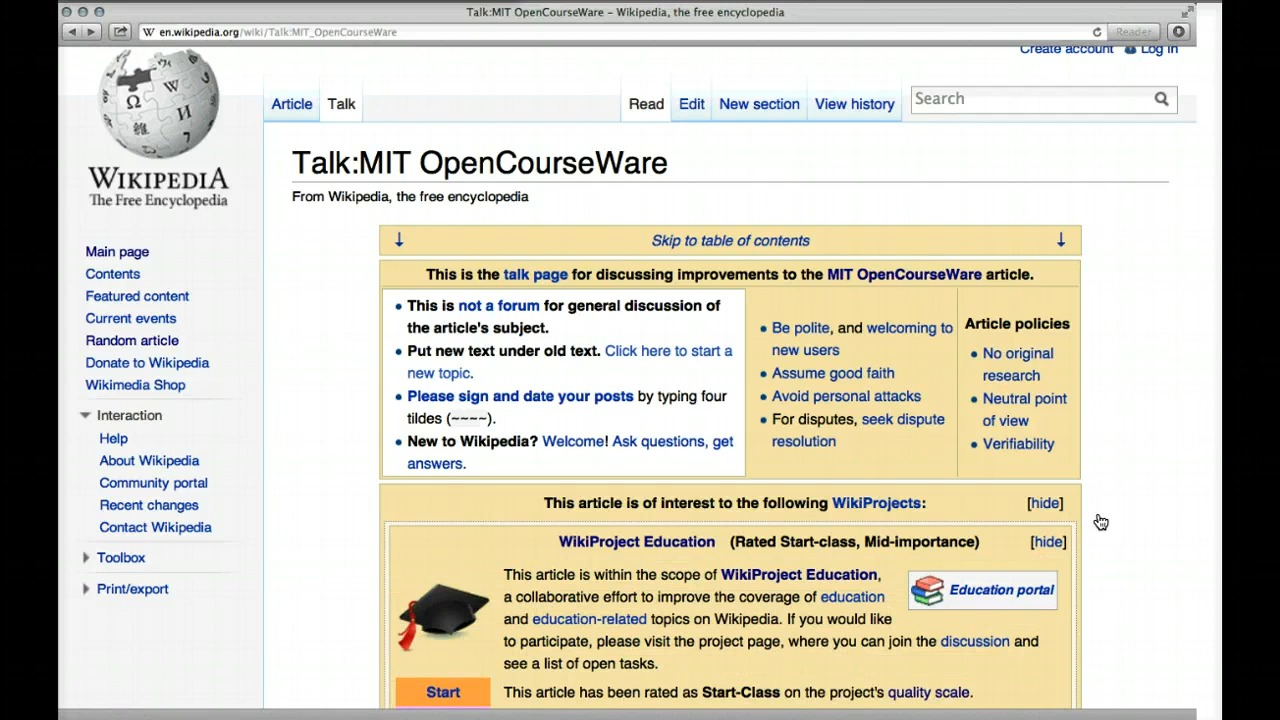 Talk:MIT OpenCourseWare – Wikipedia, the free encyclopedia
W en.wikipedia.org/wiki/Talk:MIT_OpenCourseWare
Reader
Create account Log in
Article Talk Read Edit New section View history Search
WIKIPEDIA
The Free Encyclopedia
Main page
Contents
Featured content
Current events
Random article
Donate to Wikipedia
Wikimedia Shop
Interaction
Help
About Wikipedia
Community portal
Recent changes
Contact Wikipedia
Toolbox
Print/export
Talk:MIT OpenCourseWare
From Wikipedia, the free encyclopedia
↓ Skip to table of contents ↓
This is the talk page for discussing improvements to the MIT OpenCourseWare article.
• This is not a forum for general discussion of
the article's subject.
• Put new text under old text. Click here to start a
new topic.
• Please sign and date your posts by typing four
tildes (~~~~).
• New to Wikipedia? Welcome! Ask questions, get
answers.
• Be polite, and welcoming to
new users
• Assume good faith
• Avoid personal attacks
• For disputes, seek dispute
resolution
Article policies
• No original
research
• Neutral point
of view
• Verifiability
This article is of interest to the following WikiProjects: [hide]
WikiProject Education (Rated Start-class, Mid-importance) [hide]
This article is within the scope of WikiProject Education,
a collaborative effort to improve the coverage of education
and education-related topics on Wikipedia. If you would like
to participate, please visit the project page, where you can join the discussion and
see a list of open tasks.
Education portal
Start This article has been rated as Start-Class on the project's quality scale.